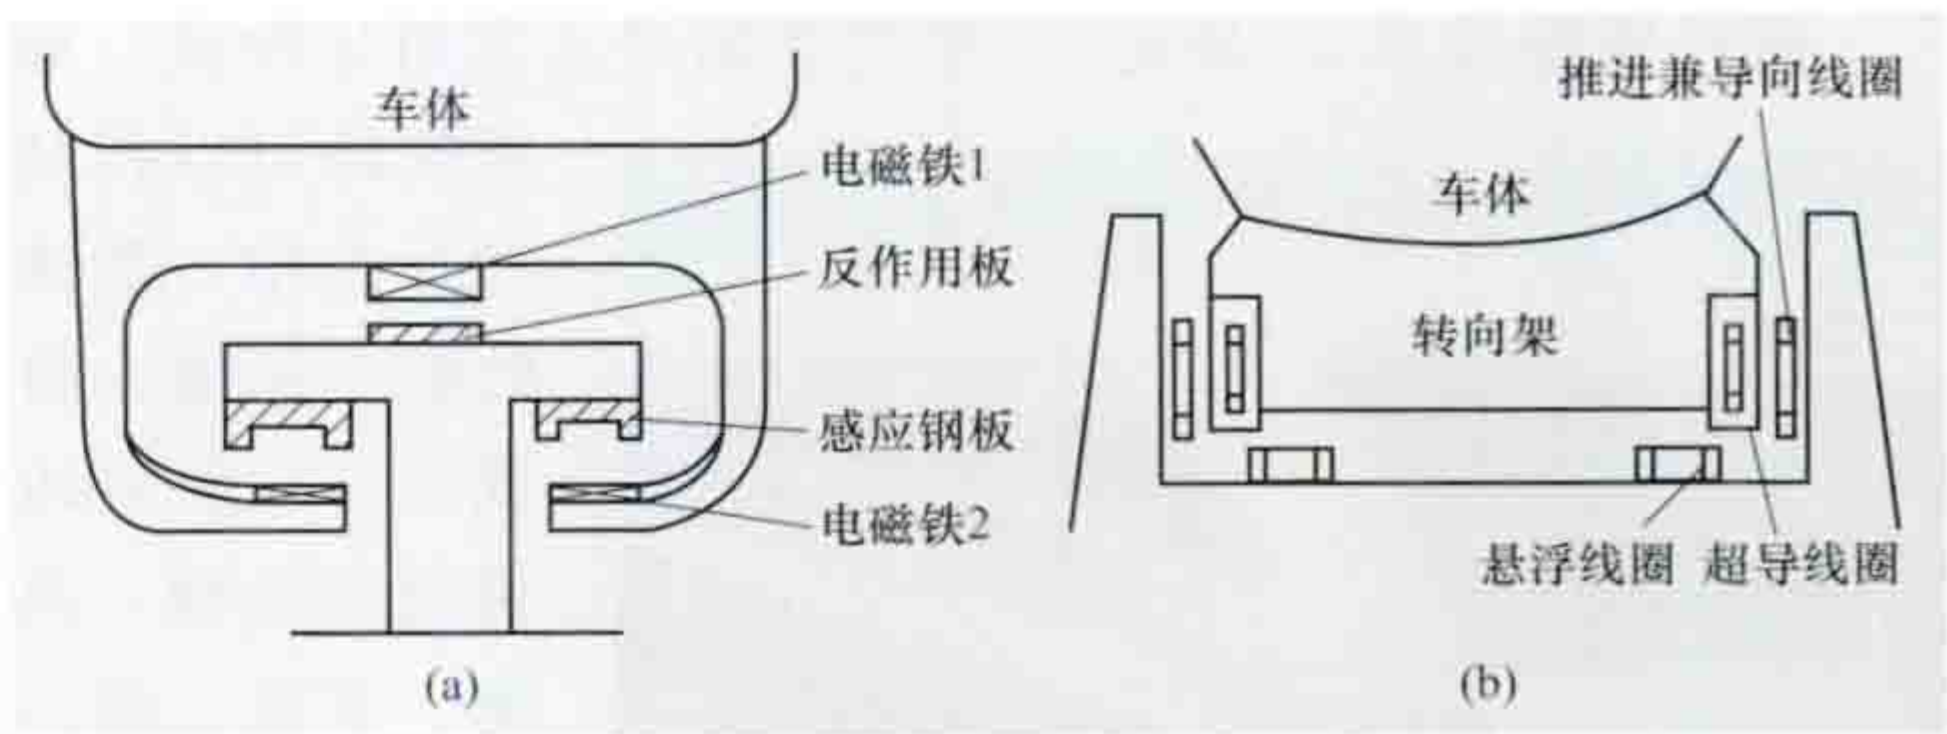 车体
电磁铁1
反作用板
感应钢板
电磁铁2
(a)
推进兼导向线圈
车体
转向架
悬浮线圈 超导线圈
(b)